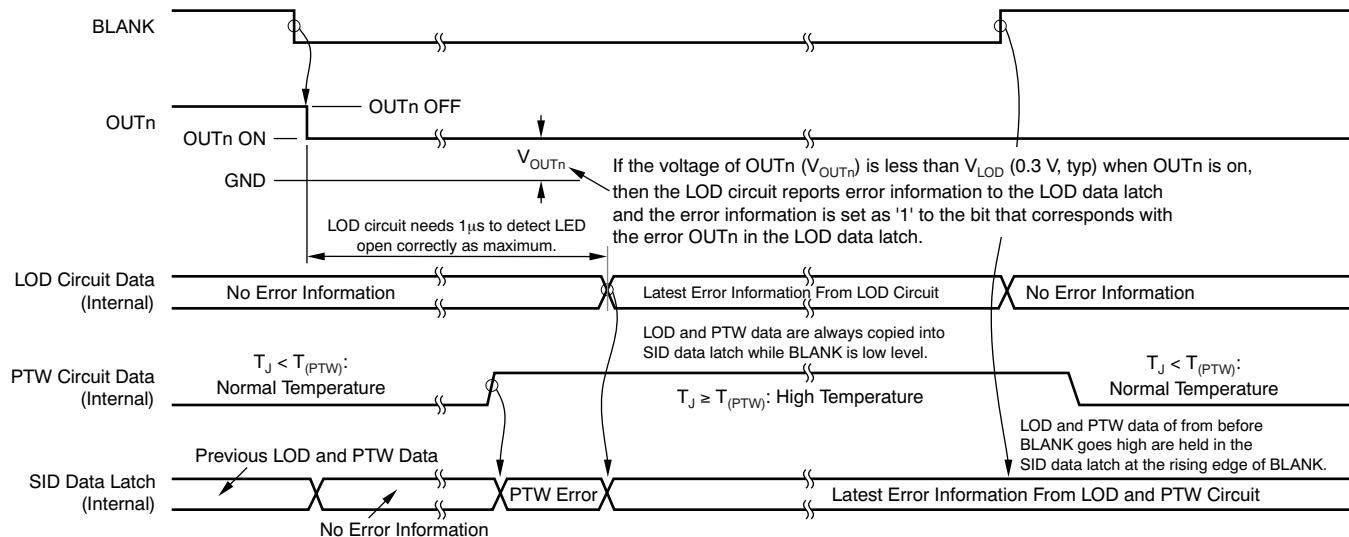 BLANK
OUTn OFF
OUTn
OUTn ON
V_OUTn
GND
If the voltage of OUTn (V_OUTn) is less than V_LOD (0.3 V, typ) when OUTn is on,
then the LOD circuit reports error information to the LOD data latch
and the error information is set as '1' to the bit that corresponds with
the error OUTn in the LOD data latch.
LOD circuit needs 1µs to detect LED
open correctly as maximum.
LOD Circuit Data
(Internal)
No Error Information
Latest Error Information From LOD Circuit
No Error Information
LOD and PTW data are always copied into
SID data latch while BLANK is low level.
PTW Circuit Data
(Internal)
T_J < T_(PTW):
Normal Temperature
T_J ≥ T_(PTW): High Temperature
T_J < T_(PTW):
Normal Temperature
LOD and PTW data of from before
BLANK goes high are held in the
SID data latch at the rising edge of BLANK.
Previous LOD and PTW Data
SID Data Latch
(Internal)
PTW Error
Latest Error Information From LOD and PTW Circuit
No Error Information